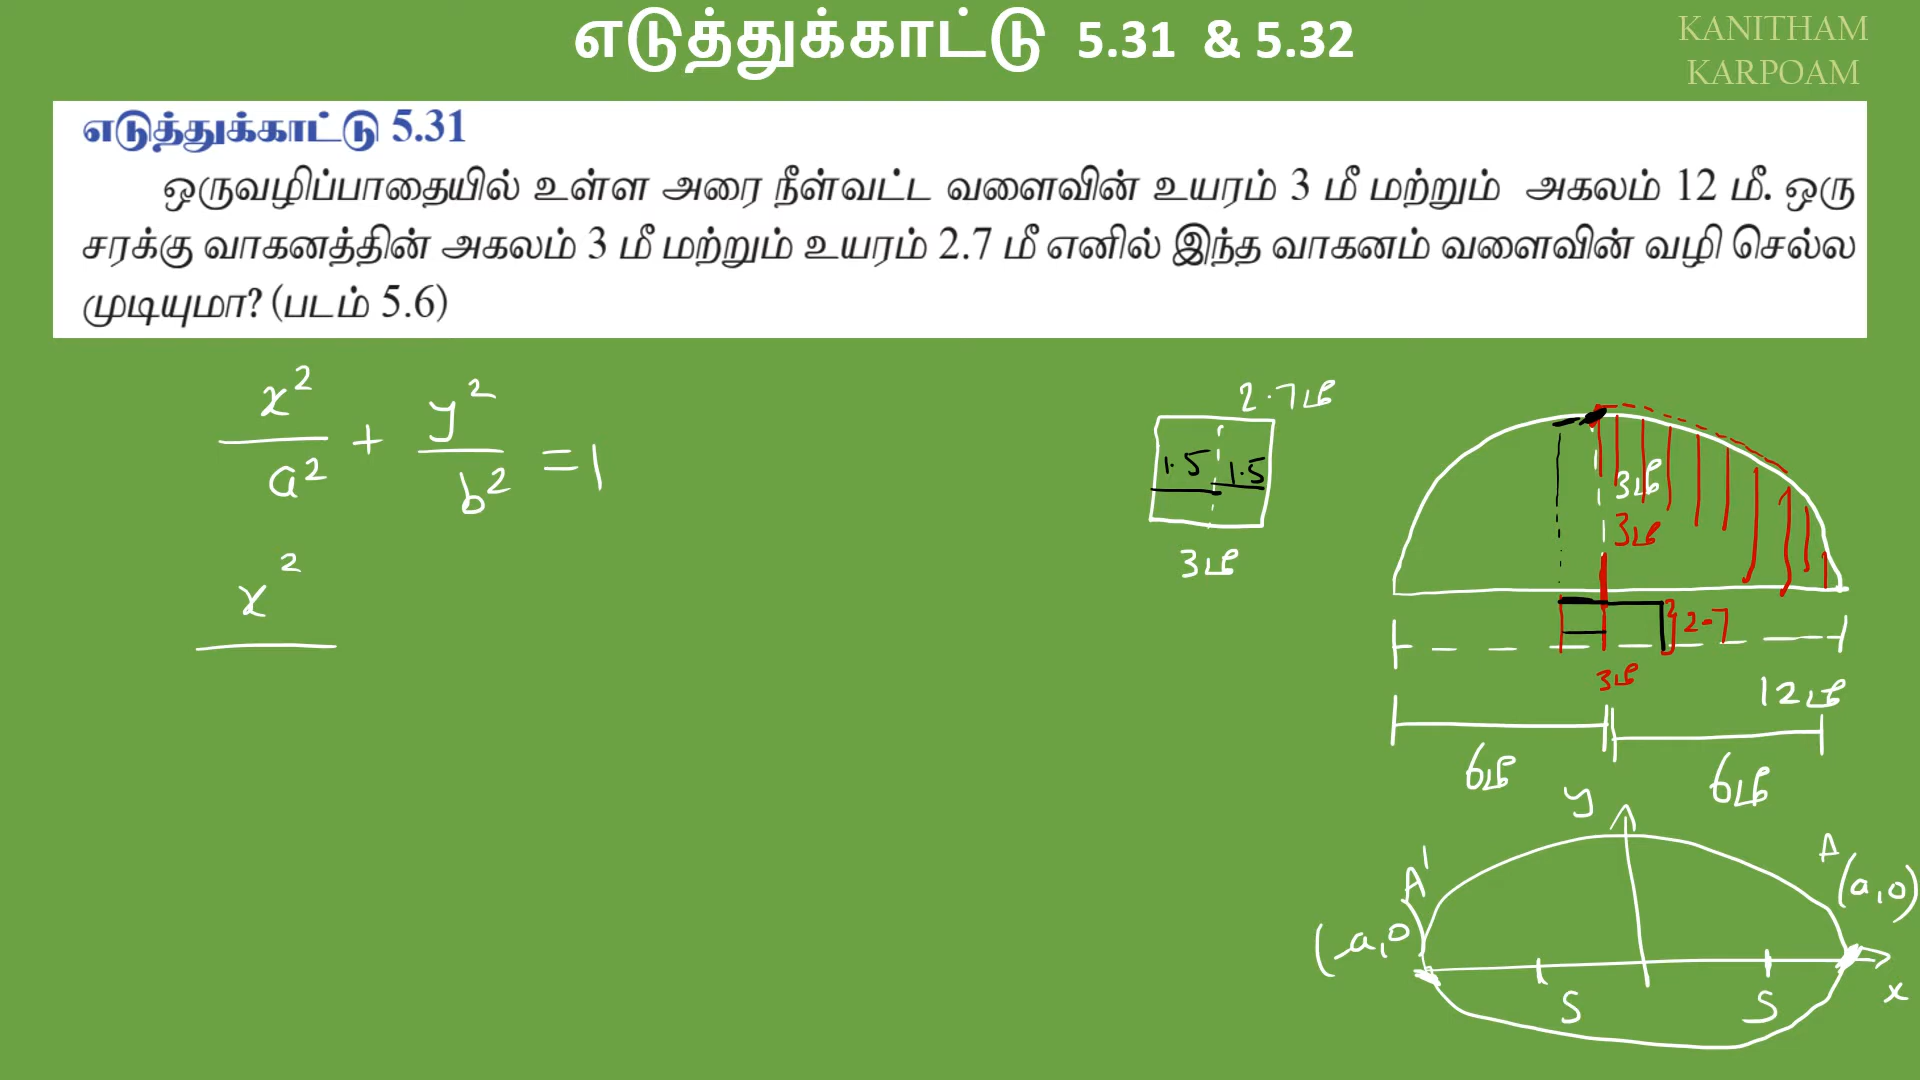 எடுத்துக்காட்டு 5.31 & 5.32
KANITHAM
KARPOAM
எடுத்துக்காட்டு 5.31
ஒருவழிப்பாதையில் உள்ள அரை நீள்வட்ட வளைவின் உயரம் 3 மீ மற்றும் அகலம் 12 மீ. ஒரு
சரக்கு வாகனத்தின் அகலம் 3 மீ மற்றும் உயரம் 2.7 மீ எனில் இந்த வாகனம் வளைவின் வழி செல்ல
முடியுமா? (படம் 5.6)
x² / a² + y² / b² = 1
x²
2.7மீ
1.5 1.5
3மீ
3மீ
3மீ
2.7
3மீ
12மீ
6மீ 6மீ
y
A' A
(-a,0) (a,0)
S S x